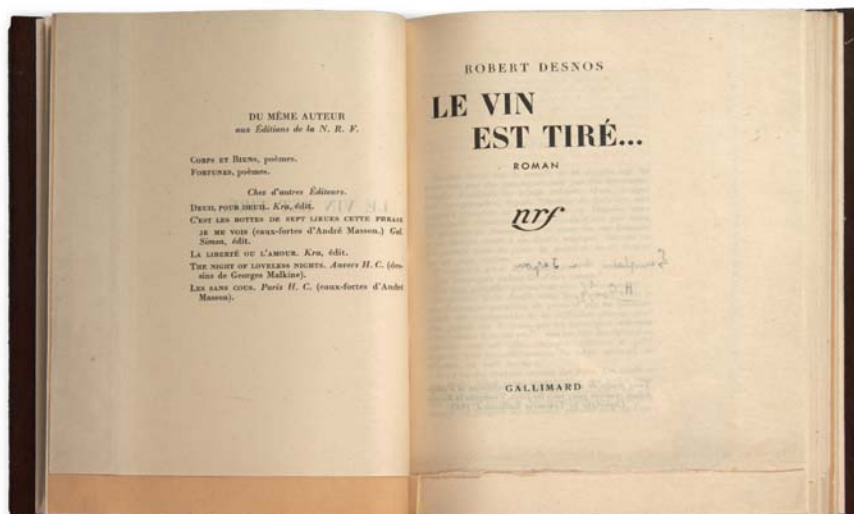 DU MÊME AUTEUR
aux Éditions de la N. R. F.
CORPS ET BIENS, poèmes.
FORTUNES, poèmes.
Chez d'autres Éditeurs.
DEUIL POUR DEUIL. Kra, édit.
C'EST LES BOTTES DE SEPT LIEUES CETTE PHRASE
JE ME VOIS (eaux-fortes d'André Masson.) Gal.
Simon, édit.
LA LIBERTÉ OU L'AMOUR. Kra, édit.
THE NIGHT OF LOVELESS NIGHTS. Anvers H. C. (des-
sins de Georges Malkine).
LES SANS COUS. Paris H. C. (eaux-fortes d'André
Masson).
ROBERT DESNOS
LE VIN
EST TIRÉ...
ROMAN
nrf
GALLIMARD